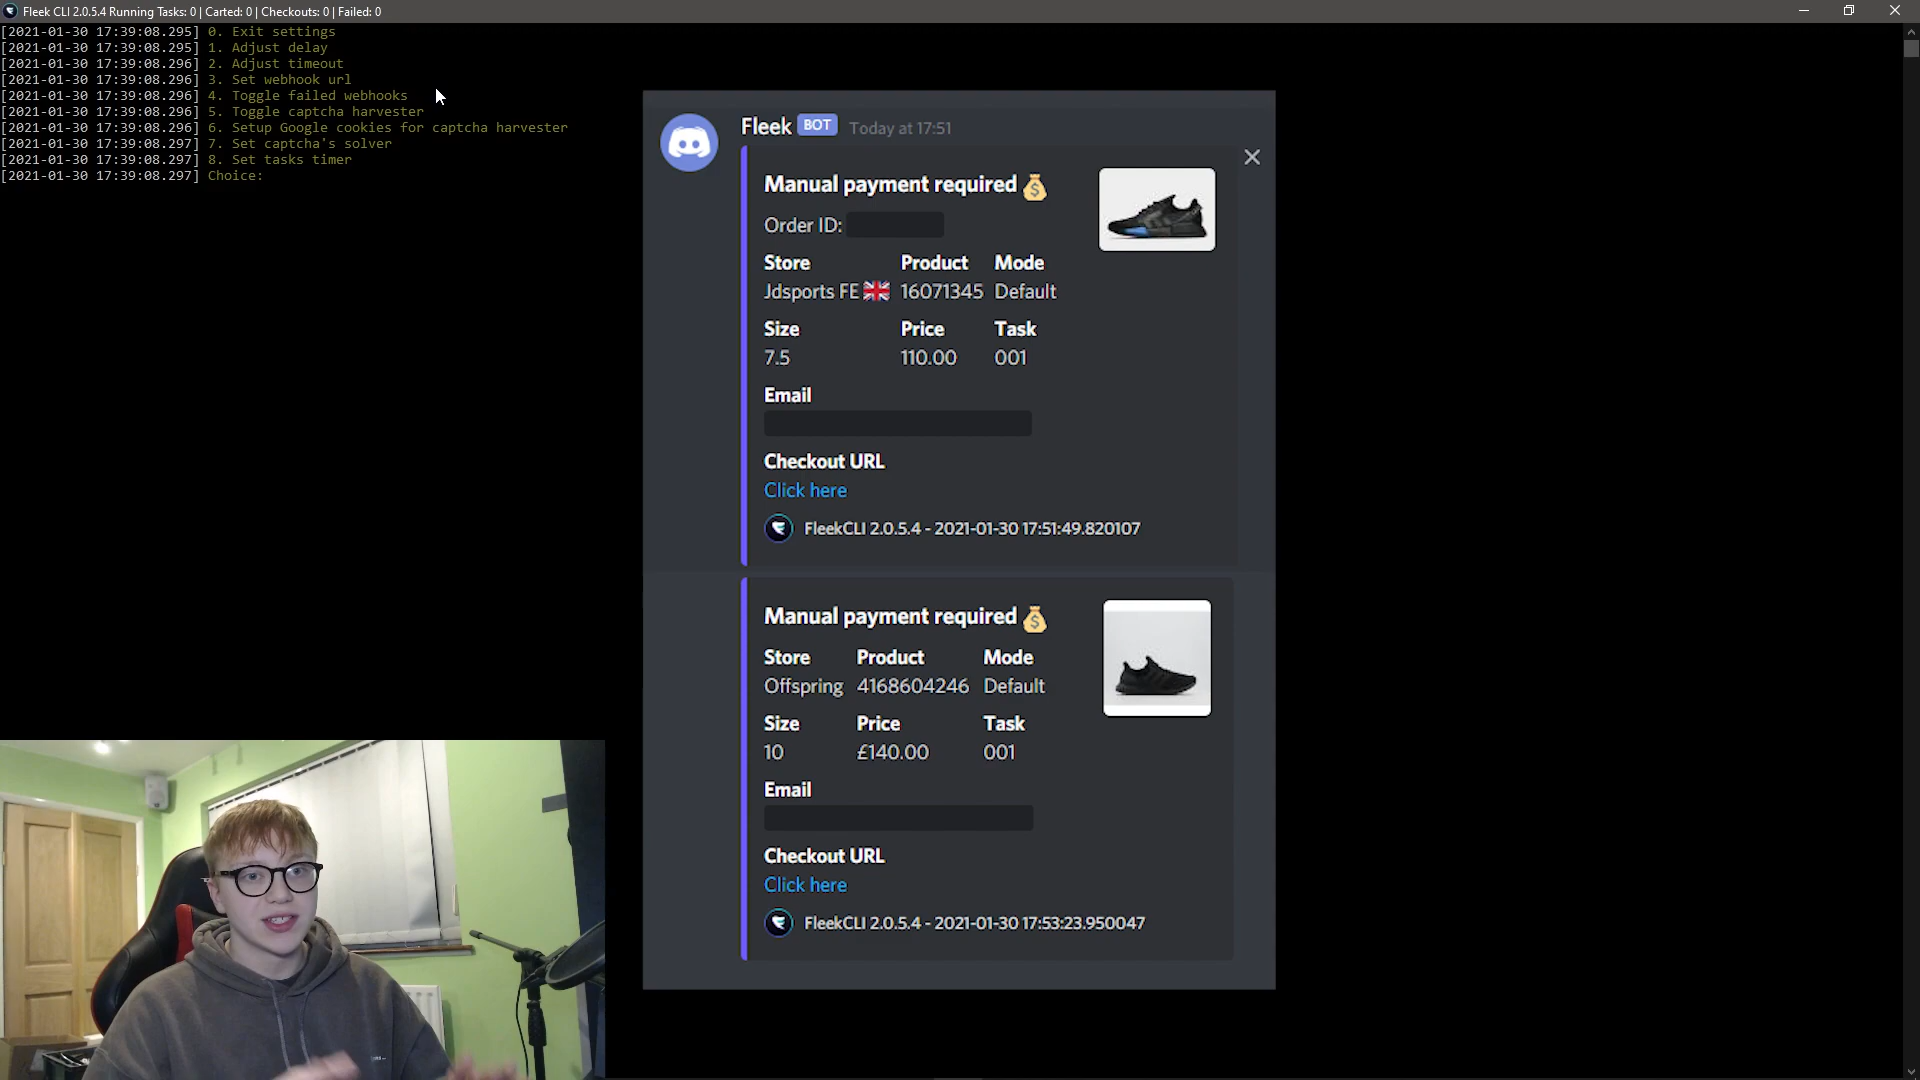 Fleek CLI 2.0.5.4 Running Tasks: 0 | Carted: 0 | Checkouts: 0 | Failed: 0
[2021-01-30 17:39:08.295] 0. Exit settings
[2021-01-30 17:39:08.295] 1. Adjust delay
[2021-01-30 17:39:08.296] 2. Adjust timeout
[2021-01-30 17:39:08.296] 3. Set webhook url
[2021-01-30 17:39:08.296] 4. Toggle failed webhooks
[2021-01-30 17:39:08.296] 5. Toggle captcha harvester
[2021-01-30 17:39:08.296] 6. Setup Google cookies for captcha harvester
[2021-01-30 17:39:08.297] 7. Set captcha's solver
[2021-01-30 17:39:08.297] 8. Set tasks timer
[2021-01-30 17:39:08.297] Choice:
Fleek BOT Today at 17:51
Manual payment required
Order ID:
Store Product Mode
Jdsports FE 16071345 Default
Size Price Task
7.5 110.00 001
Email
Checkout URL
Click here
FleekCLI 2.0.5.4 - 2021-01-30 17:51:49.820107
Manual payment required
Store Product Mode
Offspring 4168604246 Default
Size Price Task
10 £140.00 001
Email
Checkout URL
Click here
FleekCLI 2.0.5.4 - 2021-01-30 17:53:23.950047